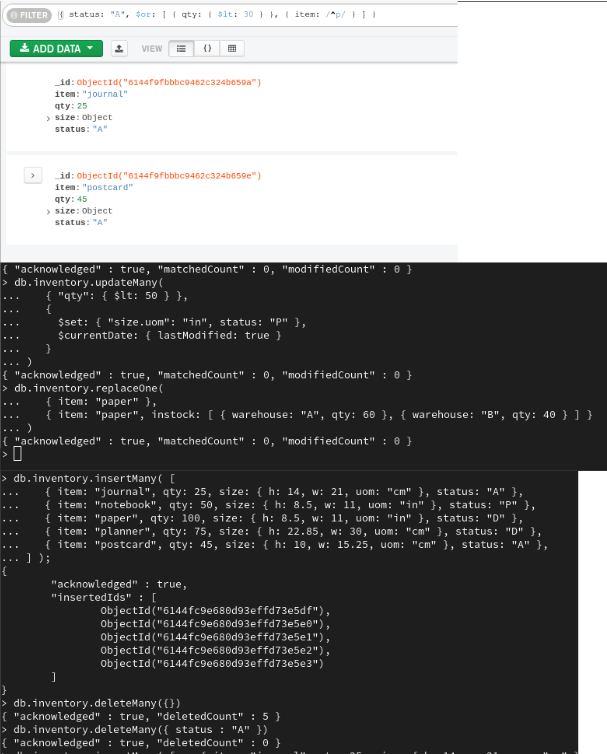 FILTER { status: "A", $or: [ { qty: { $lt: 30 } }, { item: /^p/ } ] }
ADD DATA VIEW {}
_id: ObjectId("6144f9fbbbc9462c324b659a")
item: "journal"
qty: 25
> size: Object
status: "A"
_id: ObjectId("6144f9fbbbc9462c324b659e")
item: "postcard"
qty: 45
> size: Object
status: "A"
{ "acknowledged" : true, "matchedCount" : 0, "modifiedCount" : 0 }
> db.inventory.updateMany(
... { "qty": { $lt: 50 } },
... {
... $set: { "size.uom": "in", status: "P" },
... $currentDate: { lastModified: true }
... }
... )
{ "acknowledged" : true, "matchedCount" : 0, "modifiedCount" : 0 }
> db.inventory.replaceOne(
... { item: "paper" },
... { item: "paper", instock: [ { warehouse: "A", qty: 60 }, { warehouse: "B", qty: 40 } ] }
... )
{ "acknowledged" : true, "matchedCount" : 0, "modifiedCount" : 0 }
>
> db.inventory.insertMany( [
... { item: "journal", qty: 25, size: { h: 14, w: 21, uom: "cm" }, status: "A" },
... { item: "notebook", qty: 50, size: { h: 8.5, w: 11, uom: "in" }, status: "P" },
... { item: "paper", qty: 100, size: { h: 8.5, w: 11, uom: "in" }, status: "D" },
... { item: "planner", qty: 75, size: { h: 22.85, w: 30, uom: "cm" }, status: "D" },
... { item: "postcard", qty: 45, size: { h: 10, w: 15.25, uom: "cm" }, status: "A" },
... ] );
{
"acknowledged" : true,
"insertedIds" : [
ObjectId("6144fc9e680d93effd73e5df"),
ObjectId("6144fc9e680d93effd73e5e0"),
ObjectId("6144fc9e680d93effd73e5e1"),
ObjectId("6144fc9e680d93effd73e5e2"),
ObjectId("6144fc9e680d93effd73e5e3")
]
}
> db.inventory.deleteMany({})
{ "acknowledged" : true, "deletedCount" : 5 }
> db.inventory.deleteMany({ status : "A" })
{ "acknowledged" : true, "deletedCount" : 0 }